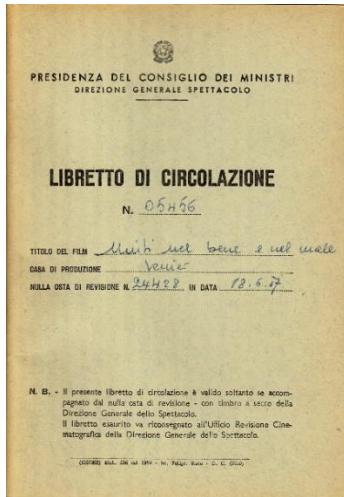 PRESIDENZA DEL CONSIGLIO DEI MINISTRI
DIREZIONE GENERALE SPETTACOLO
LIBRETTO DI CIRCOLAZIONE
N. 05456
TITOLO DEL FILM Uniti nel bene e nel male
CASA DI PRODUZIONE
NULLA OSTA DI REVISIONE N. 24428 IN DATA 18.6.57
N. B. - Il presente libretto di circolazione è valido soltanto se accom-
pagnato dal nulla osta di revisione - con timbro a secco della
Direzione Generale dello Spettacolo.
Il libretto esaurito va riconsegnato all'Ufficio Revisione Cine-
matografica della Direzione Generale dello Spettacolo.